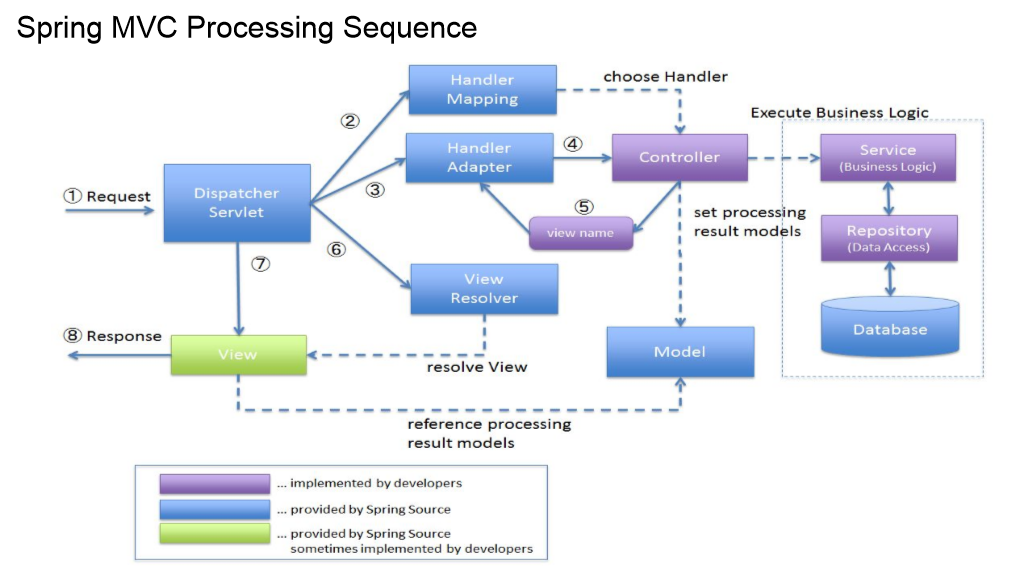 Spring MVC Processing Sequence
Handler
Mapping
choose Handler
②
Execute Business Logic
Handler
Adapter
④
Controller
Service
(Business Logic)
③
① Request
Dispatcher
Servlet
⑤
view name
set processing
result models
Repository
(Data Access)
⑥
⑦
View
Resolver
Database
⑧ Response
View
resolve View
Model
reference processing
result models
... implemented by developers
... provided by Spring Source
... provided by Spring Source
sometimes implemented by developers